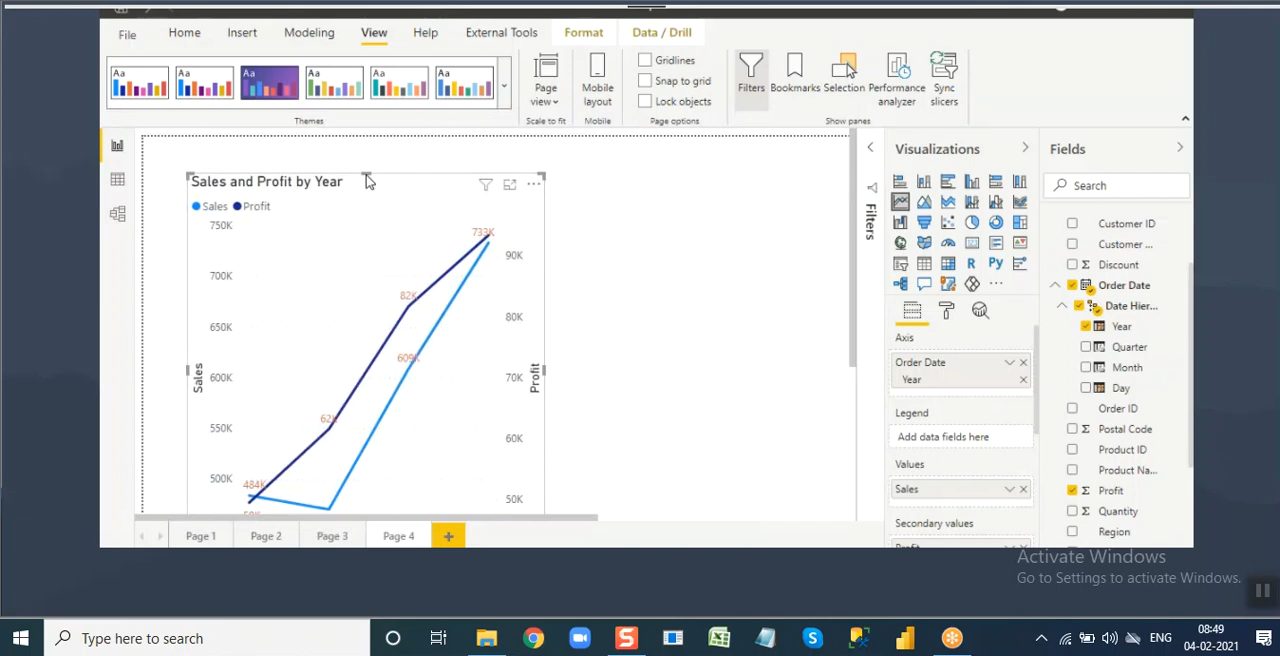 File Home Insert Modeling View Help External Tools Format Data / Drill
Aa Aa Aa Aa Aa Aa
Page view
Mobile layout
Gridlines
Snap to grid
Lock objects
Filters
Bookmarks
Selection
Performance analyzer
Sync slicers
Themes
Scale to fit
Mobile
Page options
Show panes
Sales and Profit by Year
Sales Profit
750K
700K
650K
600K
550K
500K
Sales
733K
82K
609K
62K
484K
90K
80K
70K
60K
50K
Profit
Filters
Visualizations
R Py
Axis
Order Date
Year
Legend
Add data fields here
Values
Sales
Secondary values
Profit
Fields
Search
Customer ID
Customer ...
Σ Discount
Order Date
Date Hier...
Year
Quarter
Month
Day
Order ID
Σ Postal Code
Product ID
Product Na...
Σ Profit
Σ Quantity
Region
Page 1 Page 2 Page 3 Page 4 +
Activate Windows
Go to Settings to activate Windows.
Type here to search
S
S
ENG
08:49
04-02-2021